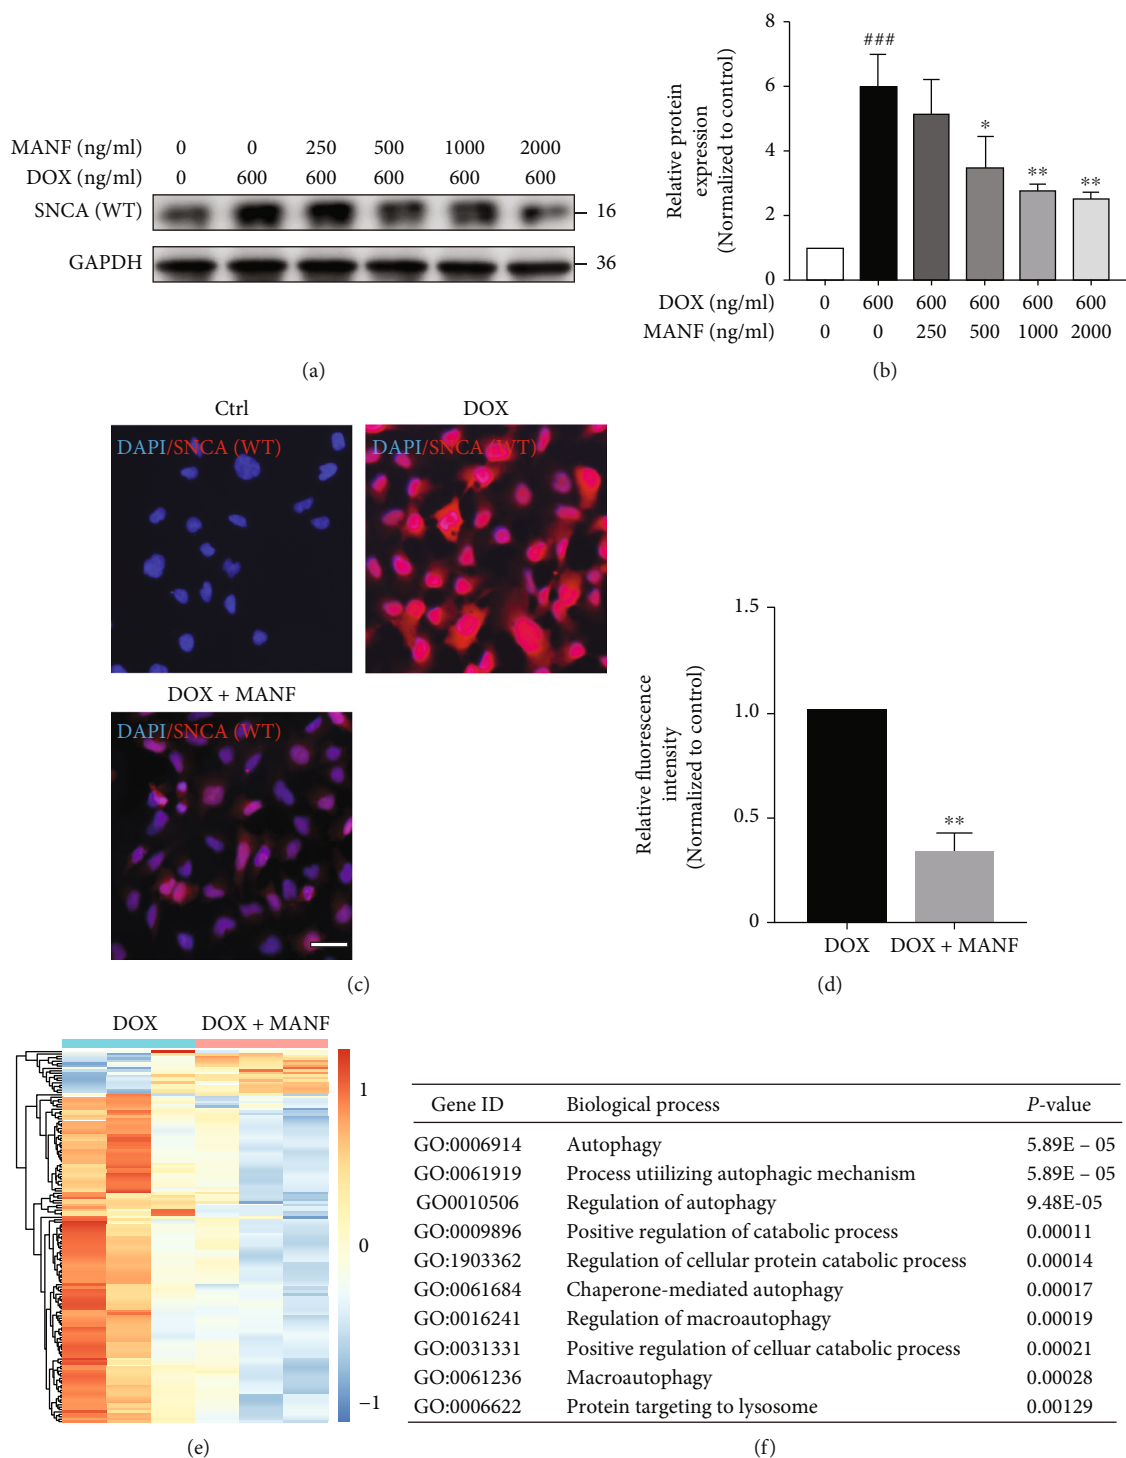 MANF (ng/ml) 0 0 250 500 1000 2000
DOX (ng/ml) 0 600 600 600 600 600
SNCA (WT) 16
GAPDH 36
(a)
Relative protein
expression
(Normalized to control)
8
6
4
2
0
###
*
**
**
DOX (ng/ml) 0 600 600 600 600 600
MANF (ng/ml) 0 0 250 500 1000 2000
(b)
Ctrl
DAPI/SNCA (WT)
DOX
DAPI/SNCA (WT)
DOX + MANF
DAPI/SNCA (WT)
(c)
Relative fluorescence
intensity
(Normalized to control)
1.5
1.0
0.5
0
**
DOX DOX + MANF
(d)
DOX DOX + MANF
1
0
−1
(e)
Gene ID Biological process P-value
GO:0006914 Autophagy 5.89E – 05
GO:0061919 Process utiilizing autophagic mechanism 5.89E – 05
GO0010506 Regulation of autophagy 9.48E-05
GO:0009896 Positive regulation of catabolic process 0.00011
GO:1903362 Regulation of cellular protein catabolic process 0.00014
GO:0061684 Chaperone-mediated autophagy 0.00017
GO:0016241 Regulation of macroautophagy 0.00019
GO:0031331 Positive regulation of celluar catabolic process 0.00021
GO:0061236 Macroautophagy 0.00028
GO:0006622 Protein targeting to lysosome 0.00129
(f)